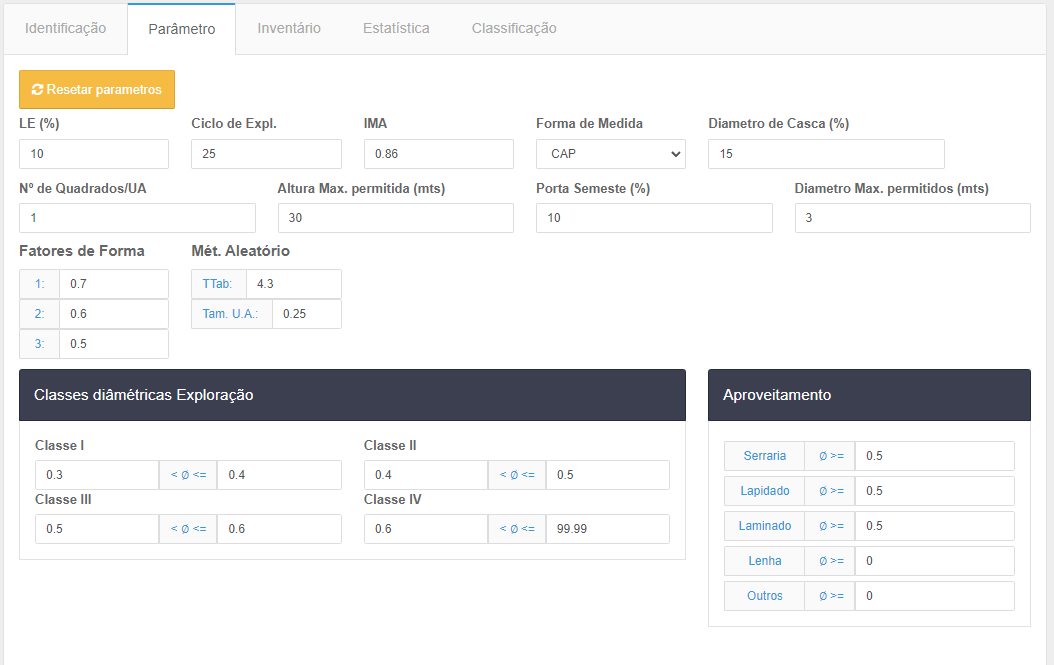 Identificação Parâmetro Inventário Estatística Classificação
Resetar parametros
LE (%) Ciclo de Expl. IMA Forma de Medida Diametro de Casca (%)
10 25 0.86 CAP 15
Nº de Quadrados/UA Altura Max. permitida (mts) Porta Semeste (%) Diametro Max. permitidos (mts)
1 30 10 3
Fatores de Forma Mét. Aleatório
1: 0.7 TTab: 4.3
2: 0.6 Tam. U.A.: 0.25
3: 0.5
Classes diâmétricas Exploração
Classe I Classe II
0.3 < Ø <= 0.4 0.4 < Ø <= 0.5
Classe III Classe IV
0.5 < Ø <= 0.6 0.6 < Ø <= 99.99
Aproveitamento
Serraria Ø >= 0.5
Lapidado Ø >= 0.5
Laminado Ø >= 0.5
Lenha Ø >= 0
Outros Ø >= 0